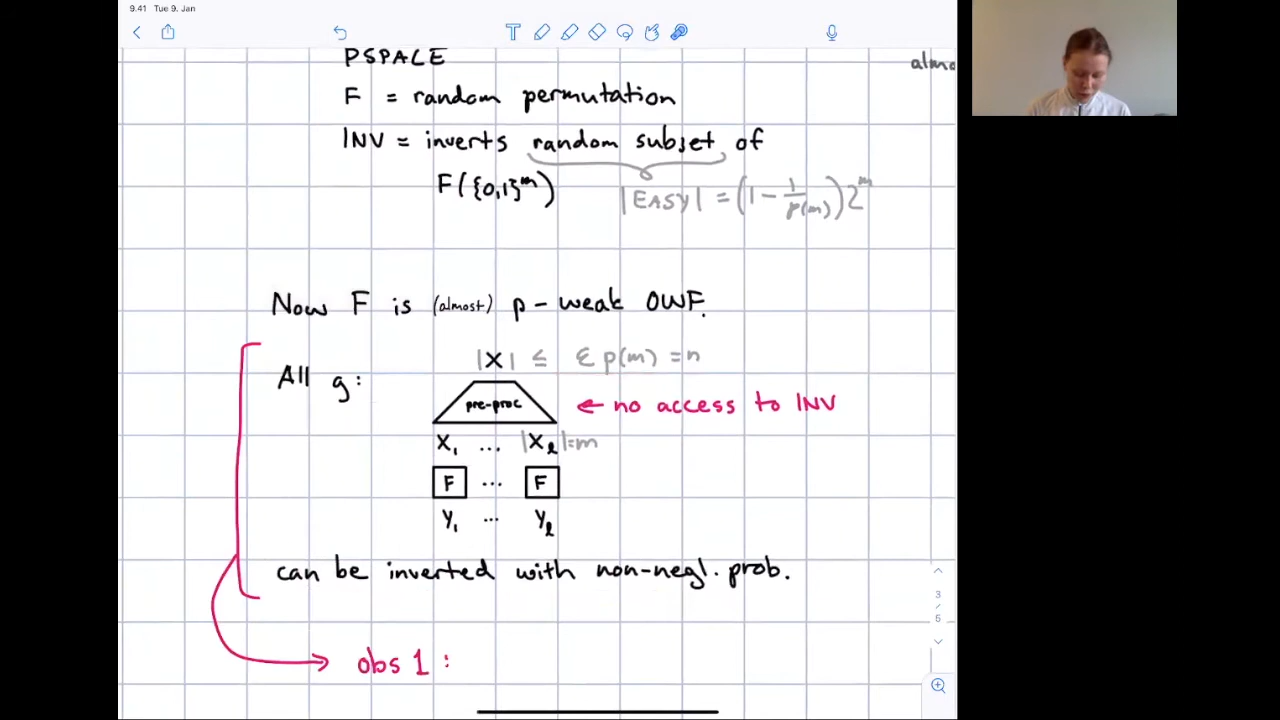 9.41 Tue 9. Jan
PSPACE
almo
F = random permutation
INV = inverts random subset of
F({0,1}^m)
|EASY| = (1 - 1/p(m)) 2^m
Now F is (almost) p-weak OWF.
|X| ≤ ε p(m) = n
All g:
pre-proc
← no access to INV
X₁ ... |X_ℓ|=m
F ... F
Y₁ ... Y_ℓ
can be inverted with non-negl. prob.
3
/
5
→ obs 1 :